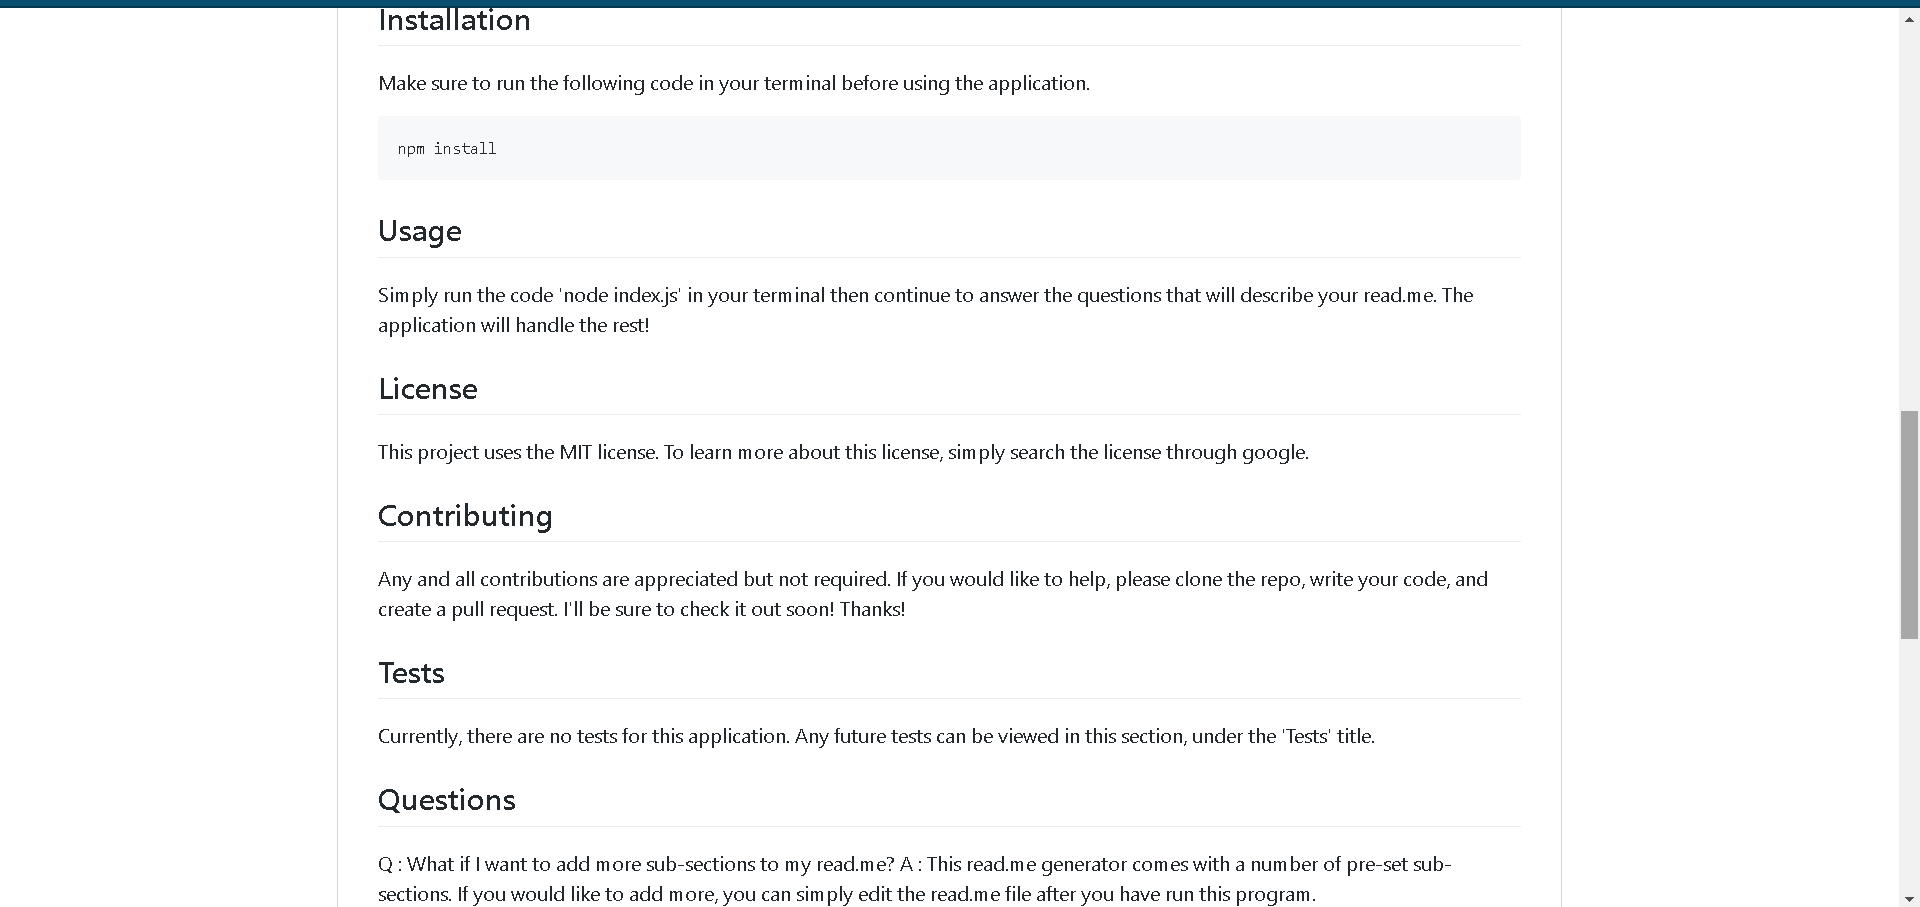 Installation
Make sure to run the following code in your terminal before using the application.
npm install
Usage
Simply run the code 'node index.js' in your terminal then continue to answer the questions that will describe your read.me. The
application will handle the rest!
License
This project uses the MIT license. To learn more about this license, simply search the license through google.
Contributing
Any and all contributions are appreciated but not required. If you would like to help, please clone the repo, write your code, and
create a pull request. I'll be sure to check it out soon! Thanks!
Tests
Currently, there are no tests for this application. Any future tests can be viewed in this section, under the 'Tests' title.
Questions
Q : What if I want to add more sub-sections to my read.me? A : This read.me generator comes with a number of pre-set sub-
sections. If you would like to add more, you can simply edit the read.me file after you have run this program.